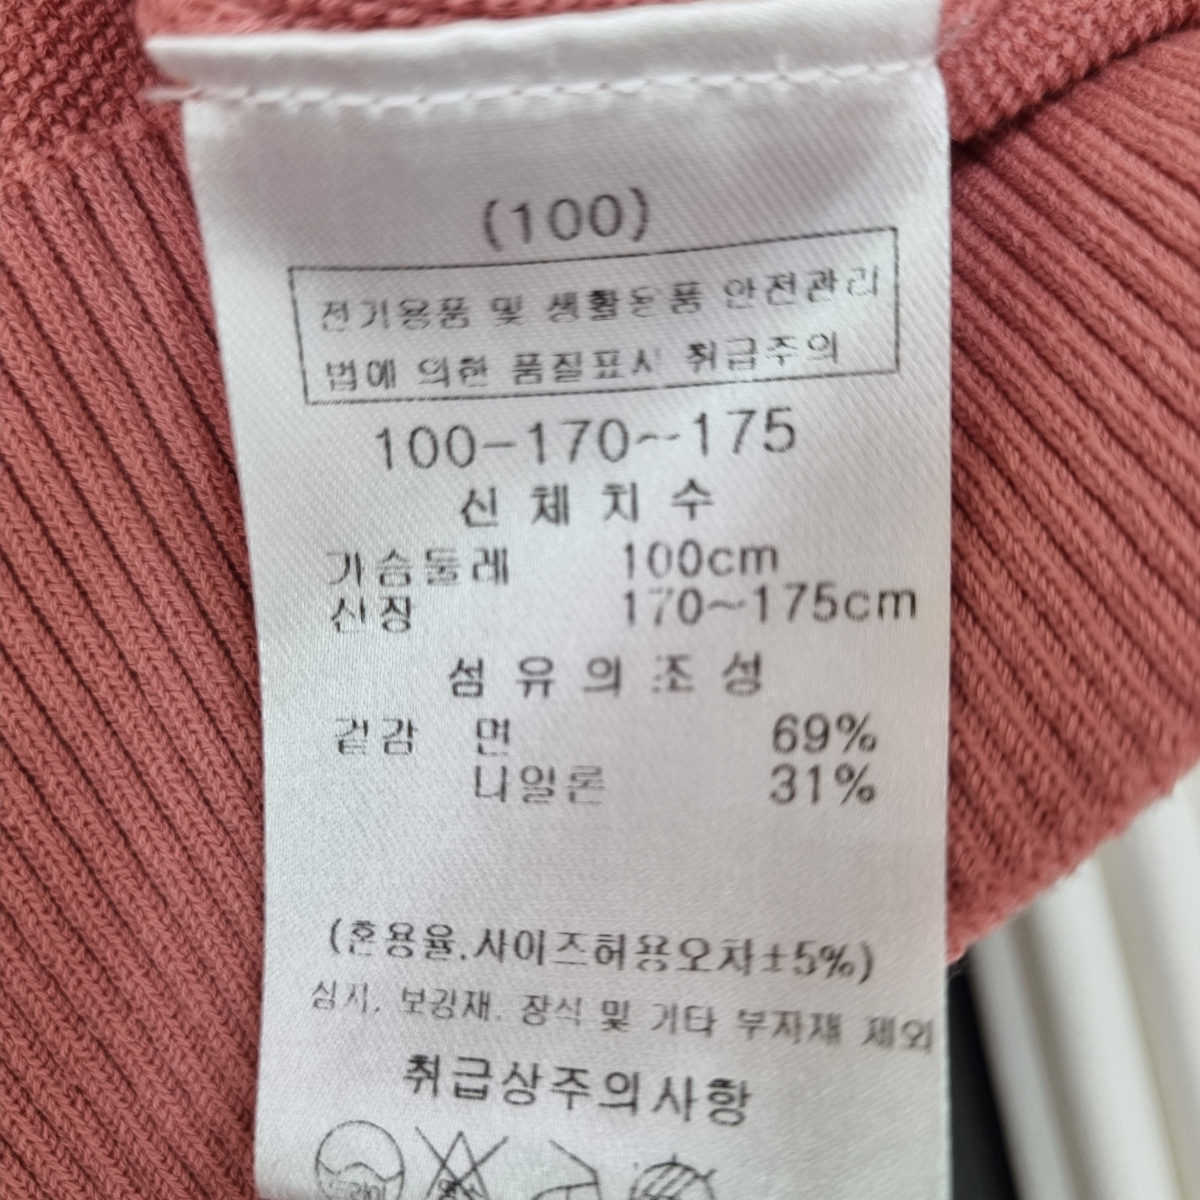 (100)
전기용품 및 생활용품 안전관리
법에 의한 품질표시 취급주의
100-170~-175
신체치수
가슴둘레 100cm
신장 170~175cm
섬유의조성
겉감 면 69%
나일론 31%
(혼용율.사이즈허용오차±5%)
심지, 보강재, 장식 및 기타 부자재 제외
취급상주의사항